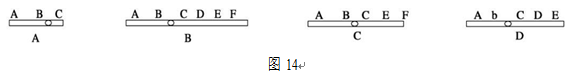 A B C A B C D E F A B C E F A b C D E
A B C D
图 14